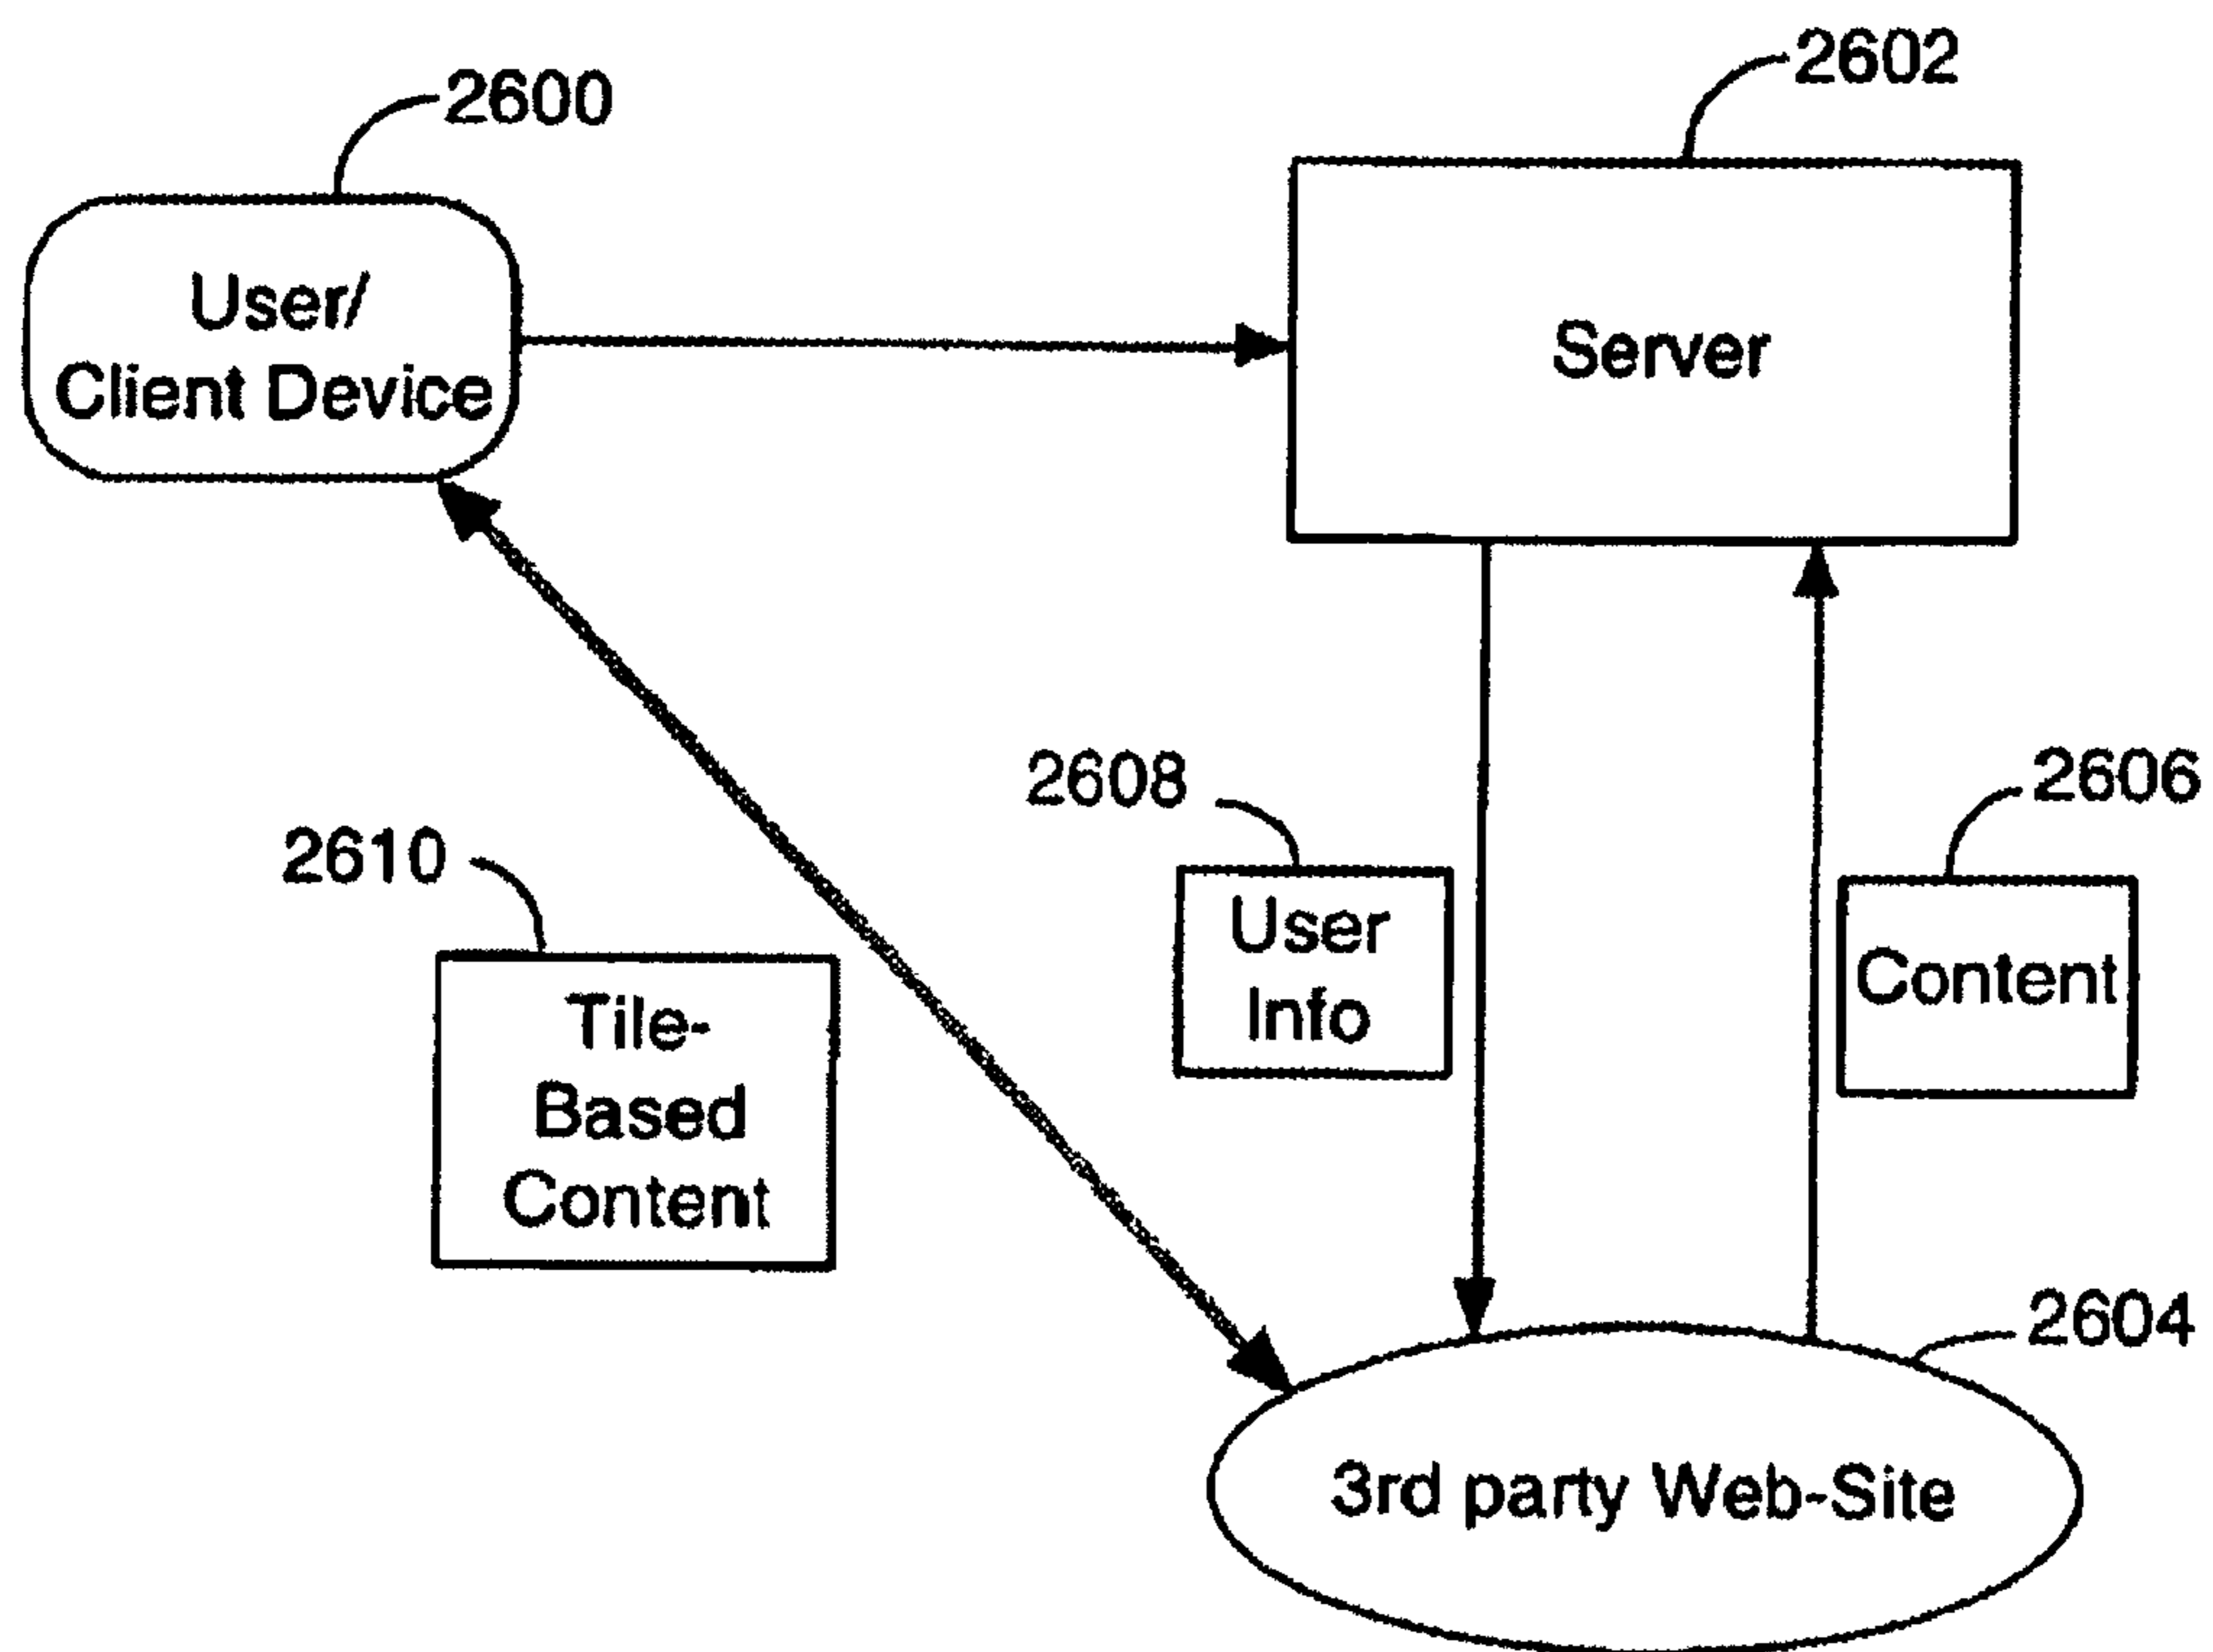 2602
2600
User/
Client Device
Server
2608
2606
2610
User
Info
Content
Tile-
Based
Content
2604
3rd party Web-Site